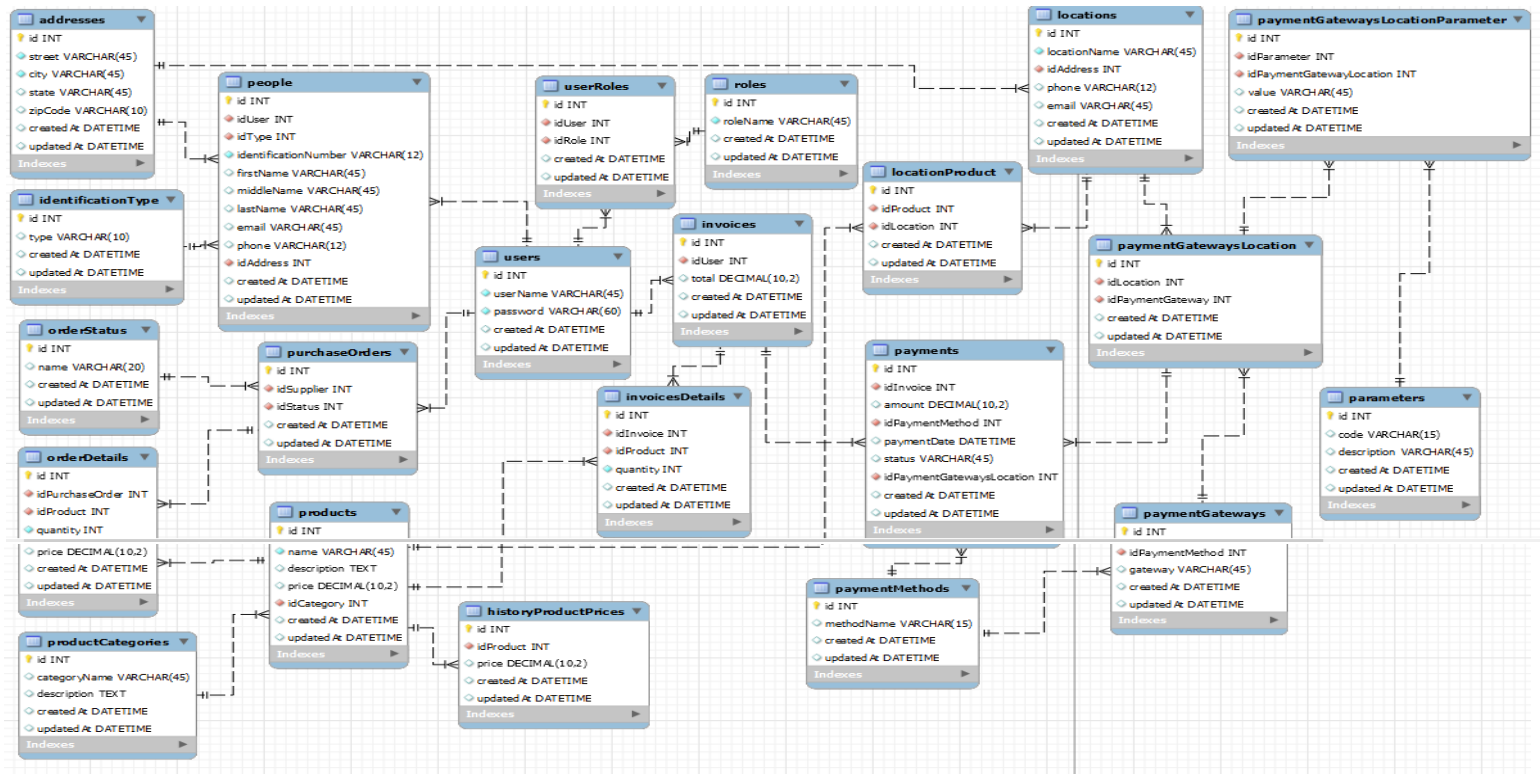 addresses
id INT
street VARCHAR(45)
city VARCHAR(45)
state VARCHAR(45)
zipCode VARCHAR(10)
created At DATETIME
updated At DATETIME
Indexes
people
id INT
idUser INT
idType INT
identificationNumber VARCHAR(12)
firstName VARCHAR(45)
middleName VARCHAR(45)
lastName VARCHAR(45)
email VARCHAR(45)
phone VARCHAR(12)
idAddress INT
created At DATETIME
updated At DATETIME
Indexes
userRoles
id INT
idUser INT
idRole INT
created At DATETIME
updated At DATETIME
Indexes
roles
id INT
roleName VARCHAR(45)
created At DATETIME
updated At DATETIME
Indexes
locations
id INT
locationName VARCHAR(45)
idAddress INT
phone VARCHAR(12)
email VARCHAR(45)
created At DATETIME
updated At DATETIME
Indexes
paymentGatewaysLocationParameter
id INT
idParameter INT
idPaymentGatewayLocation INT
value VARCHAR(45)
created At DATETIME
updated At DATETIME
Indexes
identificationType
id INT
type VARCHAR(10)
created At DATETIME
updated At DATETIME
Indexes
users
id INT
userName VARCHAR(45)
password VARCHAR(60)
created At DATETIME
updated At DATETIME
Indexes
invoices
id INT
idUser INT
total DECIMAL(10,2)
created At DATETIME
updated At DATETIME
Indexes
locationProduct
id INT
idProduct INT
idLocation INT
created At DATETIME
updated At DATETIME
Indexes
paymentGatewaysLocation
id INT
idLocation INT
idPaymentGateway INT
created At DATETIME
updated At DATETIME
Indexes
orderStatus
id INT
name VARCHAR(20)
created At DATETIME
updated At DATETIME
Indexes
purchaseOrders
id INT
idSupplier INT
idStatus INT
created At DATETIME
updated At DATETIME
Indexes
invoicesDetails
id INT
idInvoice INT
idProduct INT
quantity INT
created At DATETIME
updated At DATETIME
Indexes
payments
id INT
idInvoice INT
amount DECIMAL(10,2)
idPaymentMethod INT
paymentDate DATETIME
status VARCHAR(45)
idPaymentGatewaysLocation INT
created At DATETIME
updated At DATETIME
Indexes
parameters
id INT
code VARCHAR(15)
description VARCHAR(45)
created At DATETIME
updated At DATETIME
Indexes
orderDetails
id INT
idPurchaseOrder INT
idProduct INT
quantity INT
price DECIMAL(10,2)
created At DATETIME
updated At DATETIME
Indexes
products
id INT
name VARCHAR(45)
description TEXT
price DECIMAL(10,2)
idCategory INT
created At DATETIME
updated At DATETIME
Indexes
paymentGateways
id INT
idPaymentMethod INT
gateway VARCHAR(45)
created At DATETIME
updated At DATETIME
Indexes
paymentMethods
id INT
methodName VARCHAR(15)
created At DATETIME
updated At DATETIME
Indexes
historyProductPrices
id INT
idProduct INT
price DECIMAL(10,2)
created At DATETIME
updated At DATETIME
Indexes
productCategories
id INT
categoryName VARCHAR(45)
description TEXT
created At DATETIME
updated At DATETIME
Indexes